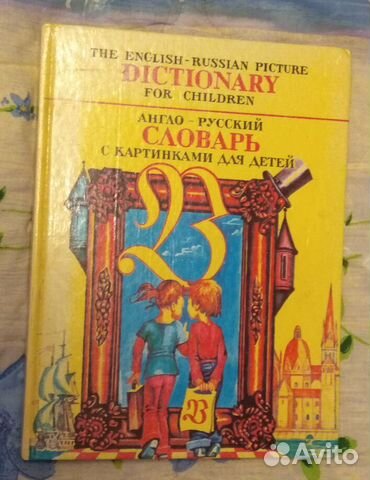 THE ENGLISH-RUSSIAN PICTURE
DICTIONARY
FOR CHILDREN
АНГЛО-РУССКИЙ
СЛОВАРЬ
С КАРТИНКАМИ ДЛЯ ДЕТЕЙ
B
B
Avito